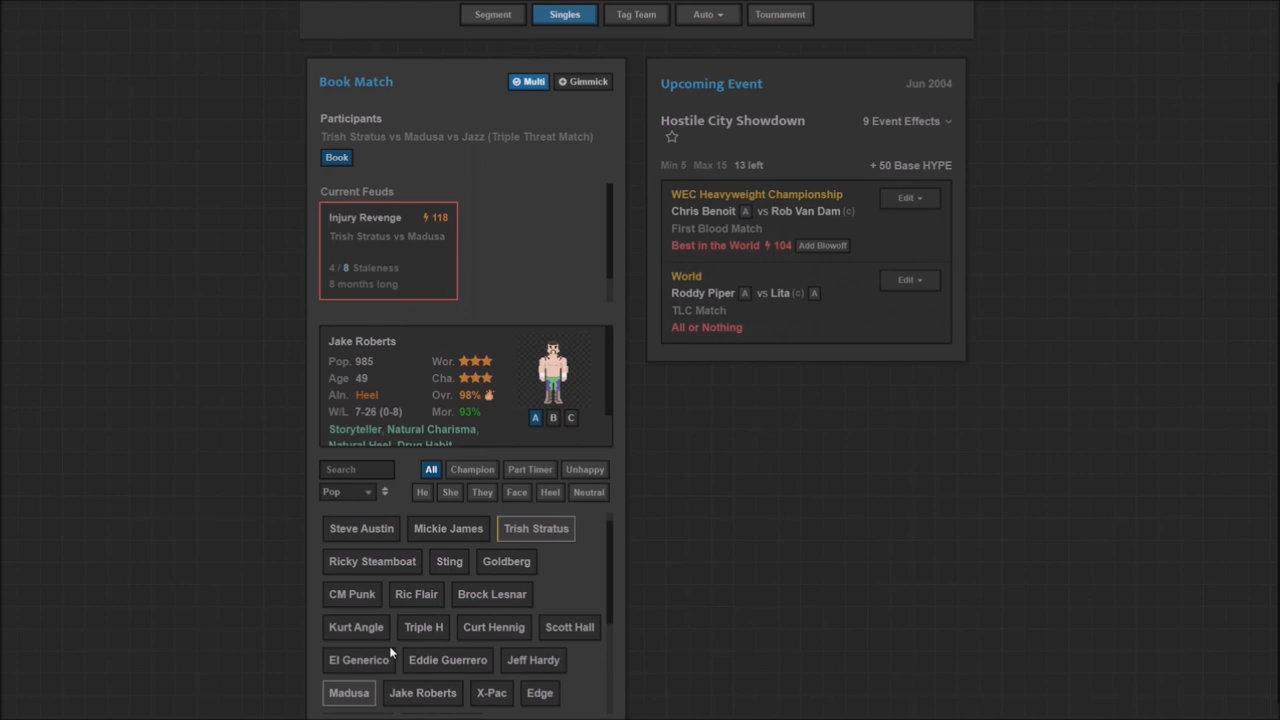 Segment Singles Tag Team Auto Tournament
Book Match Multi Gimmick
Participants
Trish Stratus vs Madusa vs Jazz (Triple Threat Match)
Book
Current Feuds
Injury Revenge 118
Trish Stratus vs Madusa
4 / 8 Staleness
8 months long
Jake Roberts
Pop. 985 Wor.
Age 49 Cha.
Aln. Heel Ovr. 98%
W/L 7-26 (0-8) Mor. 93%
A B C
Storyteller, Natural Charisma,
Natural Heel, Drug Habit
Search All Champion Part Timer Unhappy
Pop He She They Face Heel Neutral
Steve Austin Mickie James Trish Stratus
Ricky Steamboat Sting Goldberg
CM Punk Ric Flair Brock Lesnar
Kurt Angle Triple H Curt Hennig Scott Hall
El Generico Eddie Guerrero Jeff Hardy
Madusa Jake Roberts X-Pac Edge
Upcoming Event Jun 2004
Hostile City Showdown 9 Event Effects
Min 5 Max 15 13 left + 50 Base HYPE
WEC Heavyweight Championship Edit
Chris Benoit A vs Rob Van Dam (c)
First Blood Match
Best in the World 104 Add Blowoff
World Edit
Roddy Piper A vs Lita (c) A
TLC Match
All or Nothing